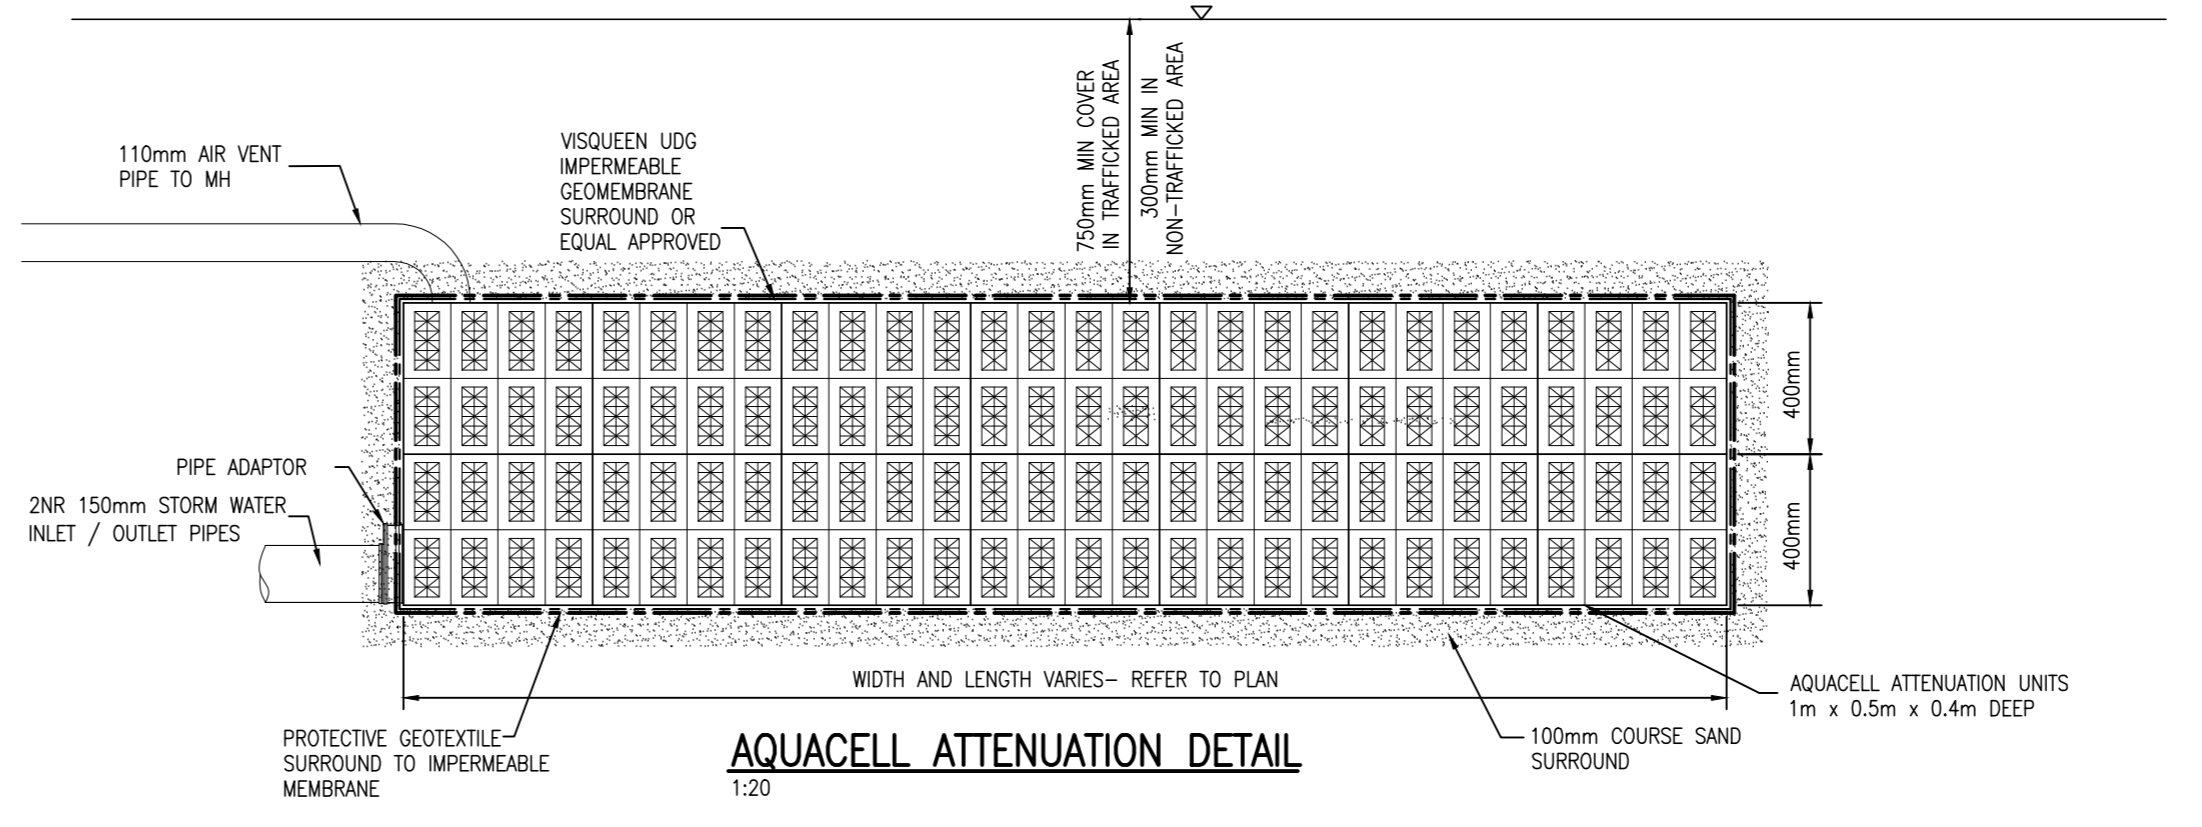 750mm MIN COVER
IN TRAFFICKED AREA
300mm MIN IN
NON-TRAFFICKED AREA
110mm AIR VENT
PIPE TO MH
VISQUEEN UDG
IMPERMEABLE
GEOMEMBRANE
SURROUND OR
EQUAL APPROVED
400mm
400mm
PIPE ADAPTOR
2NR 150mm STORM WATER
INLET / OUTLET PIPES
WIDTH AND LENGTH VARIES- REFER TO PLAN
AQUACELL ATTENUATION UNITS
1m x 0.5m x 0.4m DEEP
PROTECTIVE GEOTEXTILE
SURROUND TO IMPERMEABLE
MEMBRANE
100mm COURSE SAND
SURROUND
AQUACELL ATTENUATION DETAIL
1:20